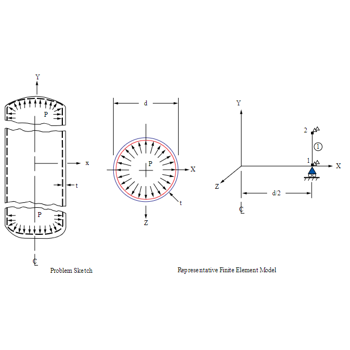 Y
P
x
t
P
℄
Problem Sketch
d
P
X
t
Z
Y
2
1
1
X
Z
d/2
℄
Representative Finite Element Model